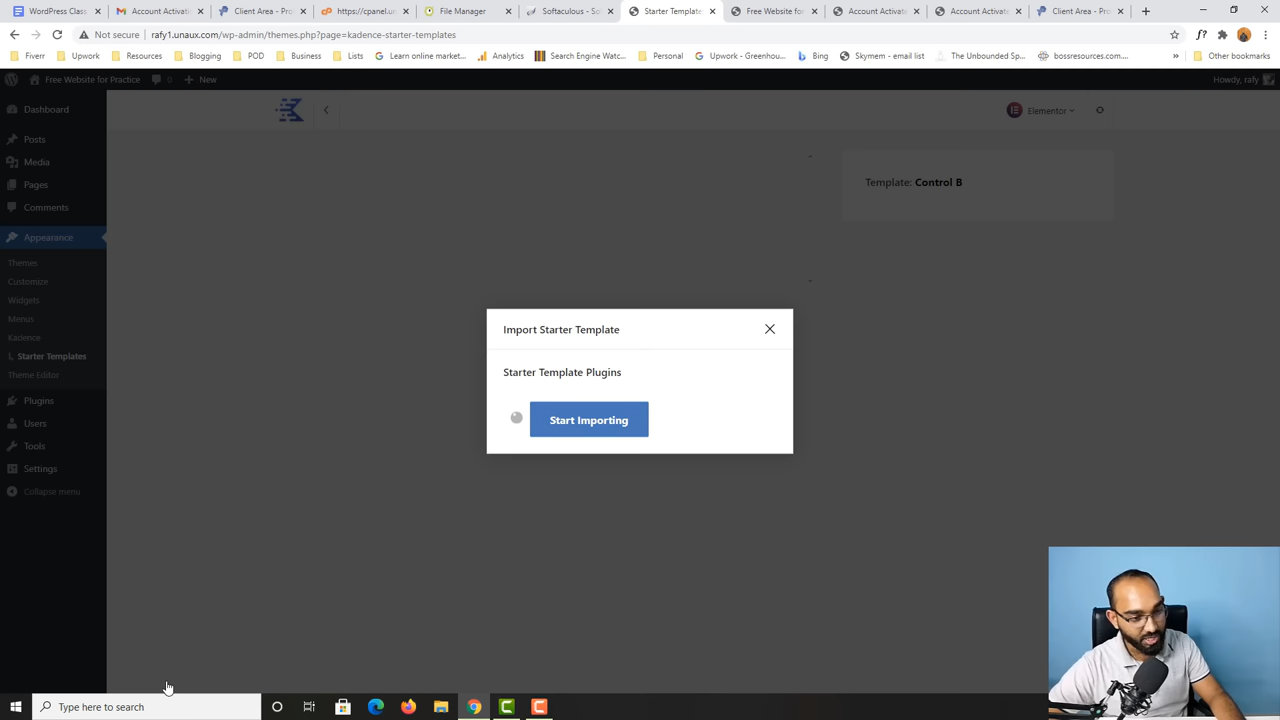 WordPress Class
Account Activati
Client Area - Pro
https://cpanel.un
File Manager
Softaculous - So
Starter Template
Free Website for
Account Activate
Account Activate
Client Area - Pro
Not secure
rafy1.unaux.com/wp-admin/themes.php?page=kadence-starter-templates
Fiverr
Upwork
Resources
Blogging
POD
Business
Lists
Learn online market...
Analytics
Search Engine Watc...
Personal
Upwork - Greenhou...
Bing
Skymem - email list
The Unbounded Sp...
bossresources.com...
»
Other bookmarks
Free Website for Practice
0
New
Howdy, rafy
Dashboard
Elementor
Posts
Media
Pages
Comments
Template: Control B
Appearance
Themes
Customize
Widgets
Menus
Kadence
Starter Templates
Theme Editor
Plugins
Users
Tools
Settings
Collapse menu
Import Starter Template
Starter Template Plugins
Start Importing
Type here to search